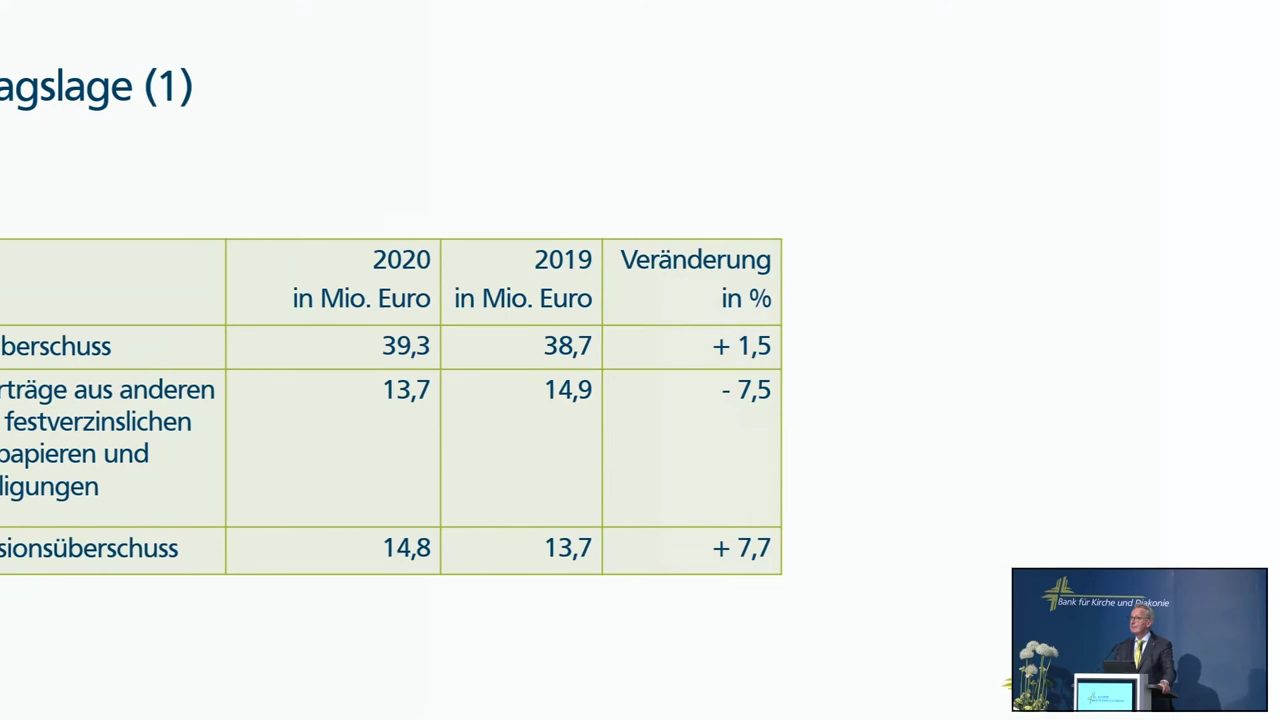 agslage (1)
2020 2019 Veränderung
in Mio. Euro in Mio. Euro in %
berschuss 39,3 38,7 + 1,5
rträge aus anderen 13,7 14,9 - 7,5
festverzinslichen
papieren und
ligungen
sionsüberschuss 14,8 13,7 + 7,7
Bank für Kirche und Diakonie